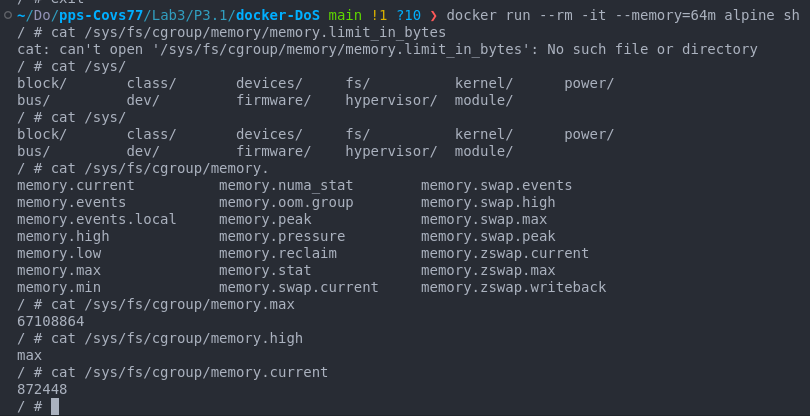 / # exit
~/Do/pps-Covs77/Lab3/P3.1/docker-DoS main !1 ?10 ❯ docker run --rm -it --memory=64m alpine sh
/ # cat /sys/fs/cgroup/memory/memory.limit_in_bytes
cat: can't open '/sys/fs/cgroup/memory/memory.limit_in_bytes': No such file or directory
/ # cat /sys/
block/       class/       devices/     fs/          kernel/      power/
bus/         dev/         firmware/    hypervisor/  module/
/ # cat /sys/
block/       class/       devices/     fs/          kernel/      power/
bus/         dev/         firmware/    hypervisor/  module/
/ # cat /sys/fs/cgroup/memory.
memory.current          memory.numa_stat        memory.swap.events
memory.events           memory.oom.group        memory.swap.high
memory.events.local     memory.peak             memory.swap.max
memory.high             memory.pressure         memory.swap.peak
memory.low              memory.reclaim          memory.zswap.current
memory.max              memory.stat             memory.zswap.max
memory.min              memory.swap.current     memory.zswap.writeback
/ # cat /sys/fs/cgroup/memory.max
67108864
/ # cat /sys/fs/cgroup/memory.high
max
/ # cat /sys/fs/cgroup/memory.current
872448
/ #